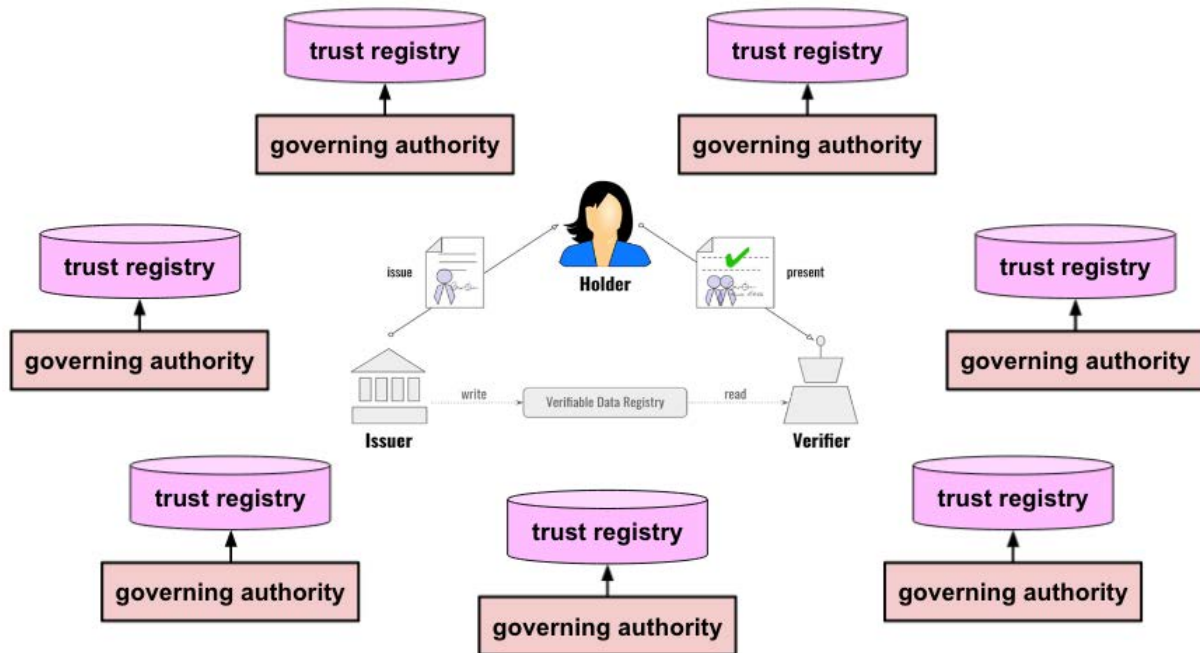 trust registry
trust registry
governing authority
governing authority
trust registry
issue
Holder
present
trust registry
governing authority
governing authority
write
Verifiable Data Registry
read
Issuer
Verifier
trust registry
trust registry
trust registry
governing authority
governing authority
governing authority